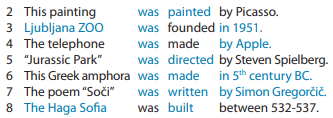 2 This painting was painted by Picasso.
3 Ljubljana ZOO was founded in 1951.
4 The telephone was made by Apple.
5 “Jurassic Park” was directed by Steven Spielberg.
6 This Greek amphora was made in 5th century BC.
7 The poem “Soči” was written by Simon Gregorčič.
8 The Haga Sofia was built between 532-537.